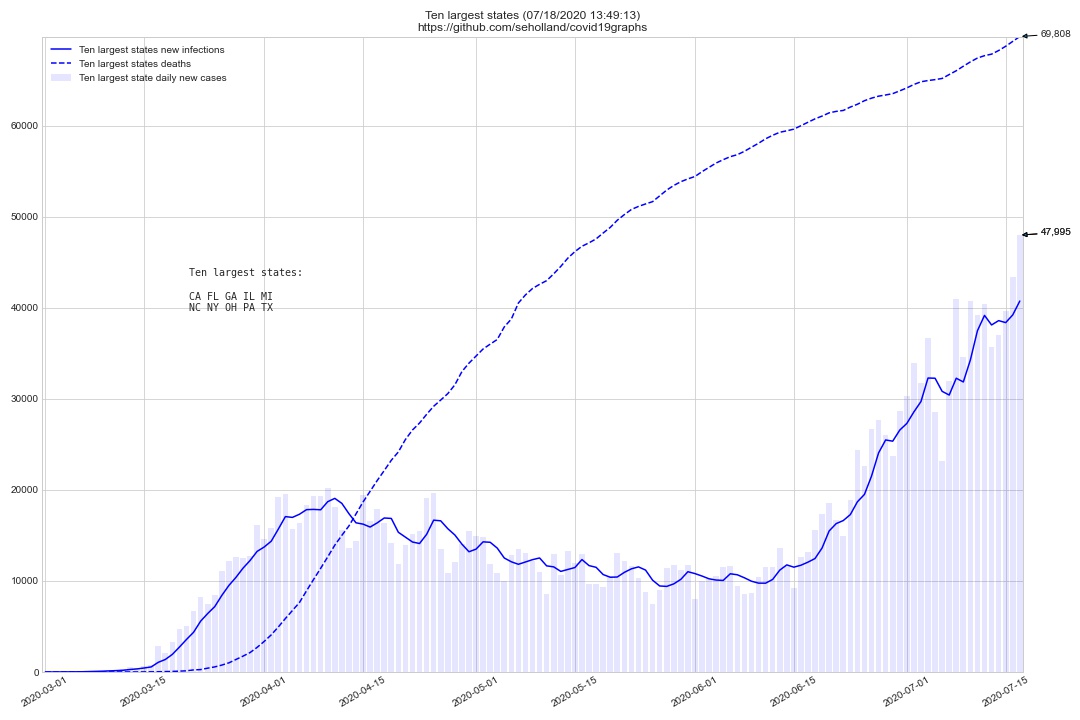 Ten largest states (07/18/2020 13:49:13)
https://github.com/seholland/covid19graphs
Ten largest states new infections
Ten largest states deaths
Ten largest state daily new cases
69,808
60000
50000
47,995
Ten largest states:
CA FL GA IL MI
NC NY OH PA TX
40000
30000
20000
10000
0
2020-03-01
2020-03-15
2020-04-01
2020-04-15
2020-05-01
2020-05-15
2020-06-01
2020-06-15
2020-07-01
2020-07-15